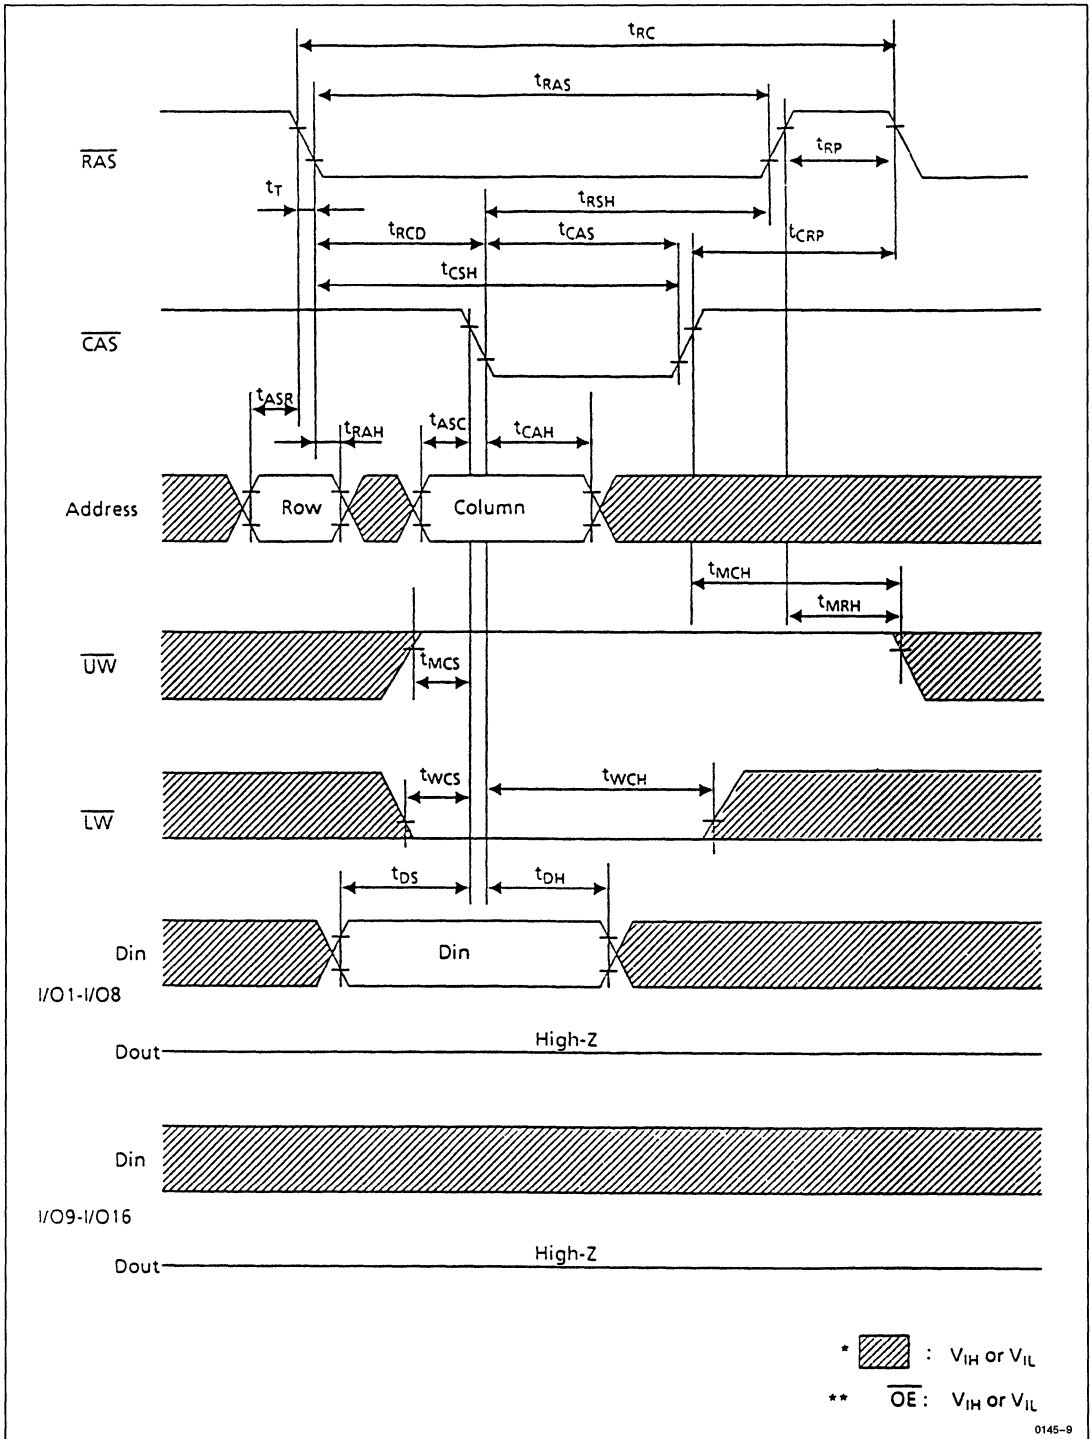 tRC
tRAS
RAS
tRP
tT
tRSH
tRCD
tCAS
tCRP
tCSH
CAS
tASR
tRAH
tASC
tCAH
Address
Row
Column
tMCH
tMRH
UW
tMCS
tWCS
tWCH
LW
tDS
tDH
Din
Din
I/O1-I/O8
High-Z
Dout
Din
I/O9-I/O16
High-Z
Dout
* : VIH or VIL
** OE : VIH or VIL
0145-9